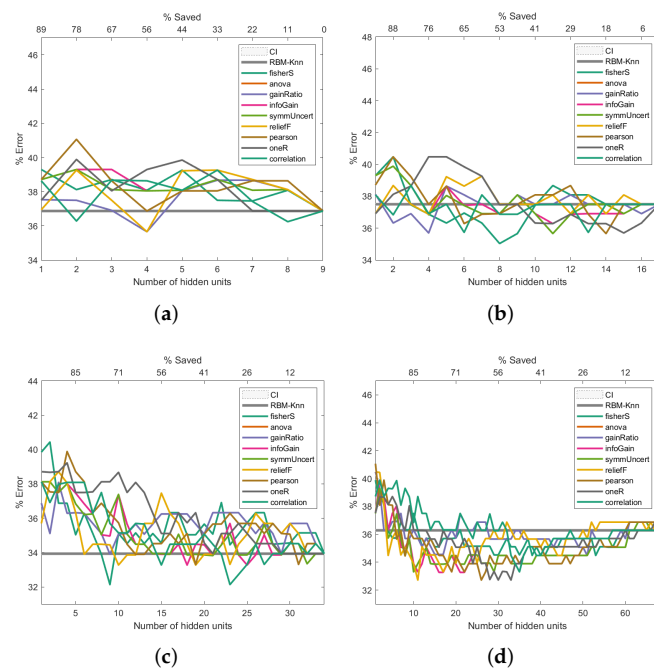 % Saved
89 78 67 56 44 33 22 11 0
46
44
42
40
38
36
34
% Error
CI
RBM-Knn
fisherS
anova
gainRatio
infoGain
symmUncert
reliefF
pearson
oneR
correlation
1 2 3 4 5 6 7 8 9
Number of hidden units
(a)
% Saved
88 76 65 53 41 29 18 6
48
46
44
42
40
38
36
34
% Error
CI
RBM-Knn
fisherS
anova
gainRatio
infoGain
symmUncert
reliefF
pearson
oneR
correlation
2 4 6 8 10 12 14 16
Number of hidden units
(b)
% Saved
85 71 56 41 26 12
44
42
40
38
36
34
32
% Error
CI
RBM-Knn
fisherS
anova
gainRatio
infoGain
symmUncert
reliefF
pearson
oneR
correlation
5 10 15 20 25 30
Number of hidden units
(c)
% Saved
85 71 56 41 26 12
46
44
42
40
38
36
34
32
% Error
CI
RBM-Knn
fisherS
anova
gainRatio
infoGain
symmUncert
reliefF
pearson
oneR
correlation
10 20 30 40 50 60
Number of hidden units
(d)